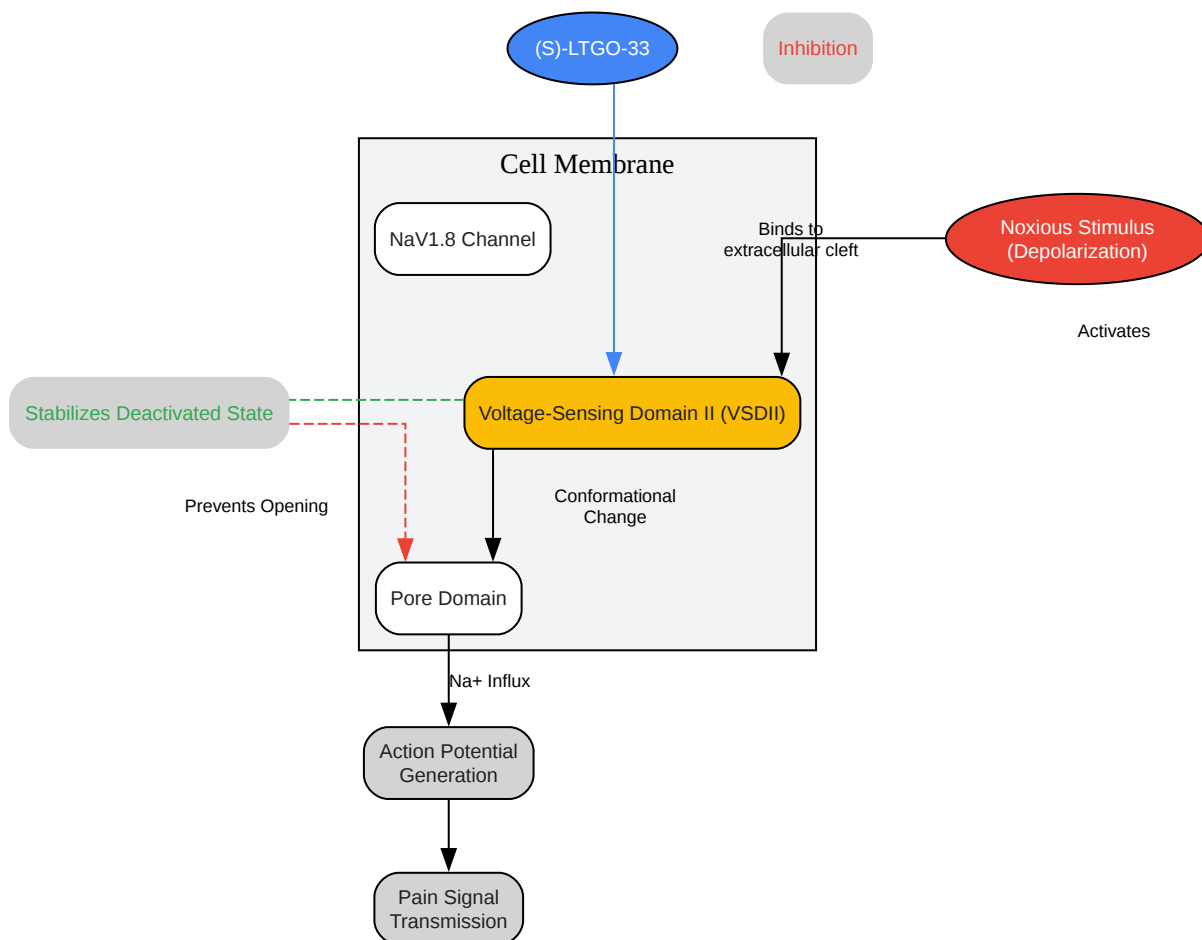 (S)-LTGO-33
Inhibition
Cell Membrane
NaV1.8 Channel
Binds to
extracellular cleft
Noxious Stimulus
(Depolarization)
Activates
Stabilizes Deactivated State
Voltage-Sensing Domain II (VSDII)
Prevents Opening
Conformational
Change
Pore Domain
Na+ Influx
Action Potential
Generation
Pain Signal
Transmission